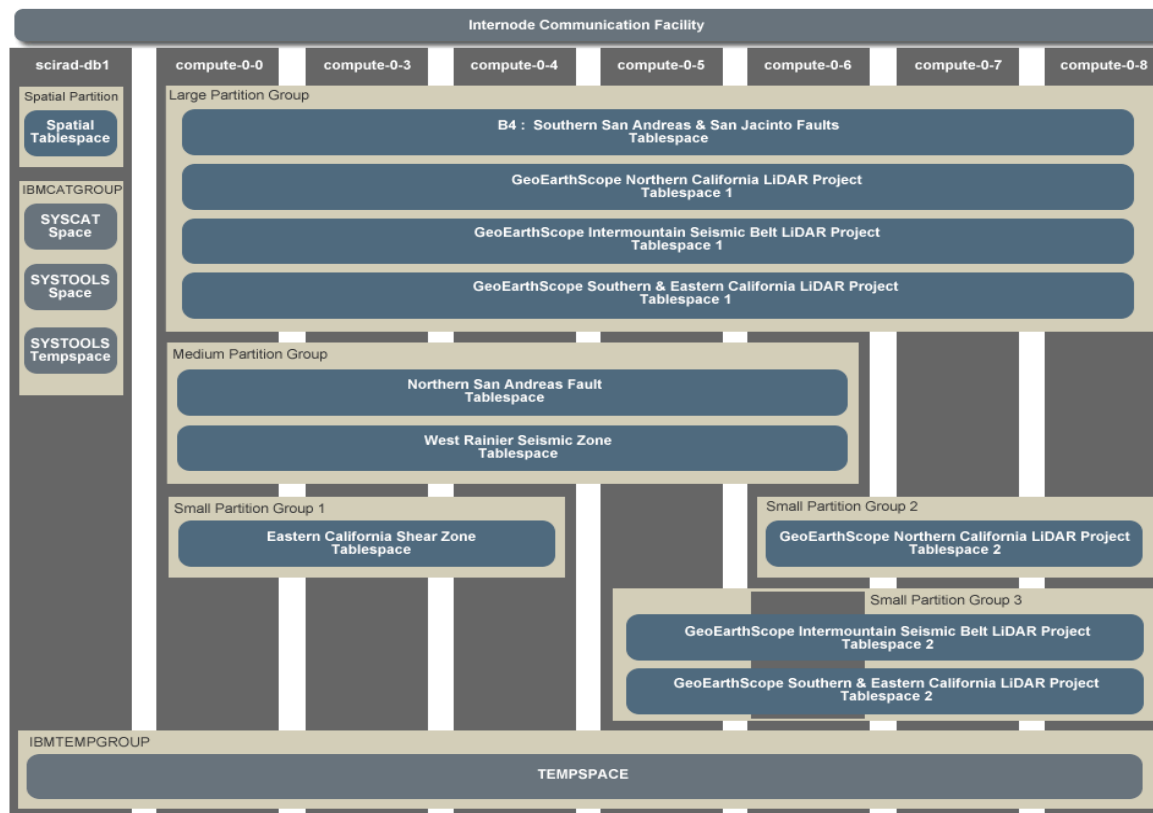 Internode Communication Facility
scirad-db1 compute-0-0 compute-0-3 compute-0-4 compute-0-5 compute-0-6 compute-0-7 compute-0-8
Spatial Partition
Spatial
Tablespace
IBMCATGROUP
SYSCAT
Space
SYSTOOLS
Space
SYSTOOLS
Tempspace
Large Partition Group
B4 : Southern San Andreas & San Jacinto Faults
Tablespace
GeoEarthScope Northern California LiDAR Project
Tablespace 1
GeoEarthScope Intermountain Seismic Belt LiDAR Project
Tablespace 1
GeoEarthScope Southern & Eastern California LiDAR Project
Tablespace 1
Medium Partition Group
Northern San Andreas Fault
Tablespace
West Rainier Seismic Zone
Tablespace
Small Partition Group 1
Eastern California Shear Zone
Tablespace
Small Partition Group 2
GeoEarthScope Northern California LiDAR Project
Tablespace 2
Small Partition Group 3
GeoEarthScope Intermountain Seismic Belt LiDAR Project
Tablespace 2
GeoEarthScope Southern & Eastern California LiDAR Project
Tablespace 2
IBMTEMPGROUP
TEMPSPACE